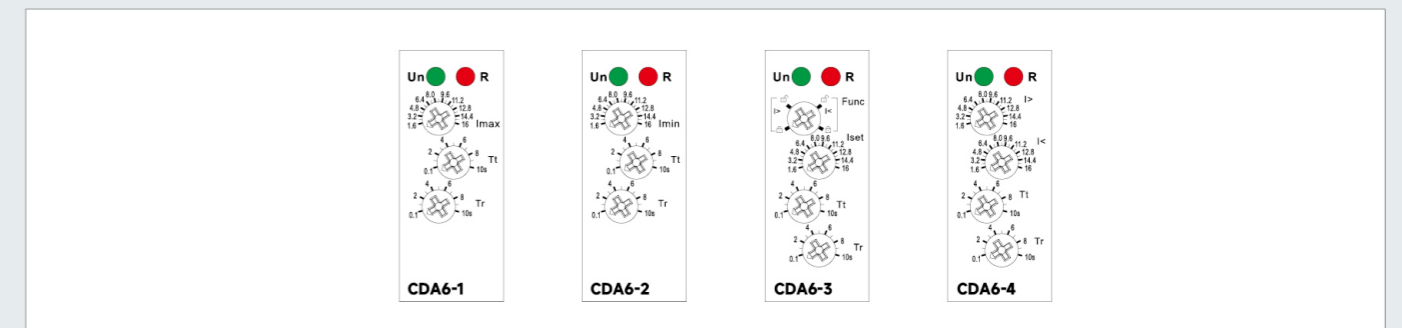 Un R
8.0 9.6
6.4 11.2
4.8 12.8
3.2 14.4
1.6 16 Imax
4 6
2 8 Tt
0.1 10s
4 6
2 8 Tr
0.1 10s
CDA6-1
Un R
8.0 9.6
6.4 11.2
4.8 12.8
3.2 14.4
1.6 16 Imin
4 6
2 8 Tt
0.1 10s
4 6
2 8 Tr
0.1 10s
CDA6-2
Un R
Func
I> I<
Iset
8.0 9.6
6.4 11.2
4.8 12.8
3.2 14.4
1.6 16
4 6
2 8 Tt
0.1 10s
4 6
2 8 Tr
0.1 10s
CDA6-3
Un R
8.0 9.6 I>
6.4 11.2
4.8 12.8
3.2 14.4
1.6 16
I<
8.0 9.6
6.4 11.2
4.8 12.8
3.2 14.4
1.6 16
4 6
2 8 Tt
0.1 10s
4 6
2 8 Tr
0.1 10s
CDA6-4